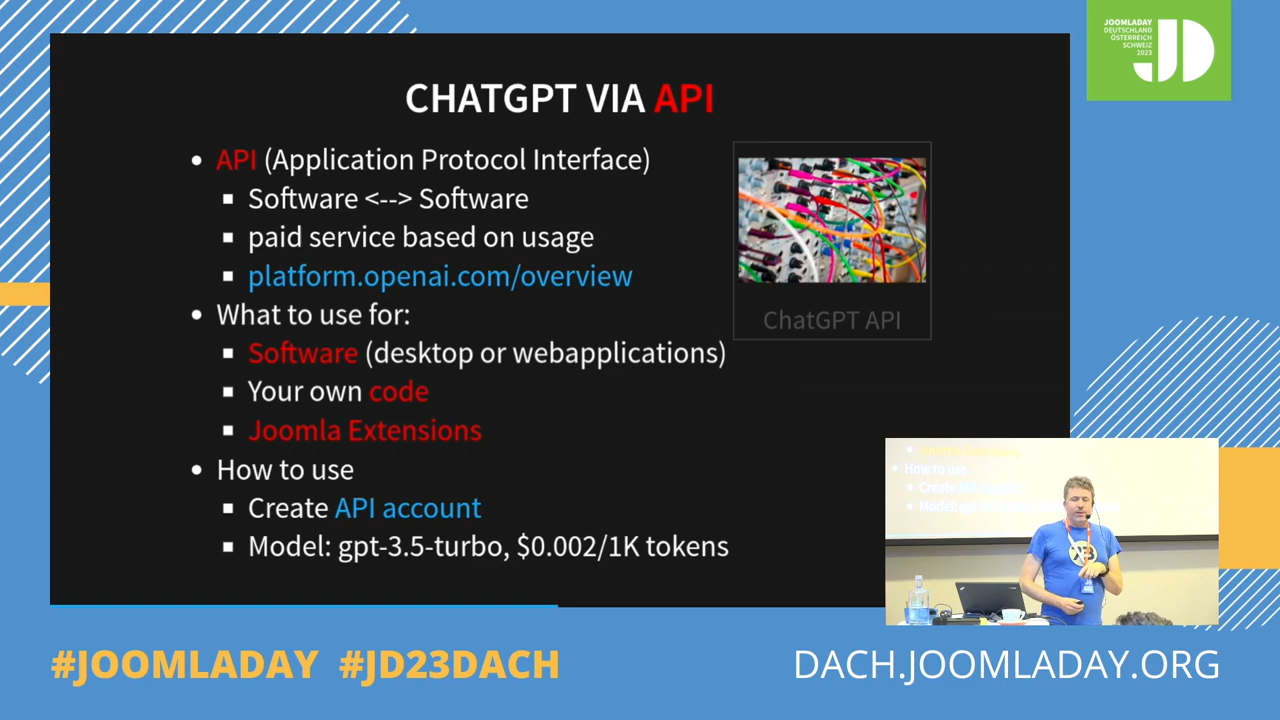 JOOMLADAY
DEUTSCHLAND
ÖSTERREICH
SCHWEIZ
2023
JD
CHATGPT VIA API
• API (Application Protocol Interface)
▪ Software <--> Software
▪ paid service based on usage
▪ platform.openai.com/overview
ChatGPT API
• What to use for:
▪ Software (desktop or webapplications)
▪ Your own code
▪ Joomla Extensions
• How to use
▪ Create API account
▪ Model: gpt-3.5-turbo, $0.002/1K tokens
How to use
Create
Model:
#JOOMLADAY #JD23DACH
DACH.JOOMLADAY.ORG